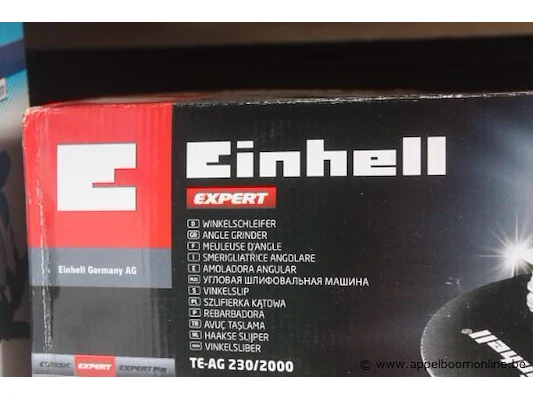 Einhell
EXPERT
D WINKELSCHLEIFER
GB ANGLE GRINDER
F MEULEUSE D'ANGLE
I SMERIGLIATRICE ANGOLARE
E AMOLADORA ANGULAR
RUS УГЛОВАЯ ШЛИФОВАЛЬНАЯ МАШИНА
S VINKELSLIP
PL SZLIFIERKA KĄTOWA
P REBARBADORA
TR AVUÇ TAŞLAMA
NL HAAKSE SLIJPER
VINKELSLIBER
TE-AG 230/2000
E
Einhell Germany AG
CLASSIC EXPERT EXPERT Plus
© www.appelboomonline.be